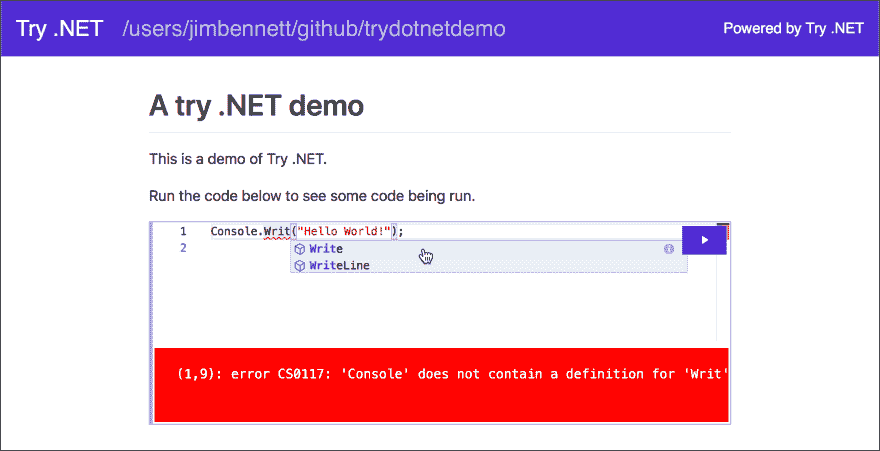 Try .NET /users/jimbennett/github/trydotnetdemo Powered by Try .NET
A try .NET demo
This is a demo of Try .NET.
Run the code below to see some code being run.
1 Console.Writ("Hello World!");
2
Write
WriteLine
(1,9): error CS0117: 'Console' does not contain a definition for 'Writ'